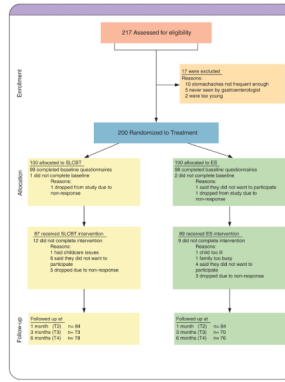 217 Assessed for eligibility
Enrollment
17 were excluded
Reasons:
10 stomachaches not frequent enough
5 never seen by gastroenterologist
2 were too young
200 Randomized to Treatment
Allocation
100 allocated to SLCBT
99 completed baseline questionnaires
1 did not complete baseline
Reasons:
1 dropped from study due to
non-response
100 allocated to ES
98 completed baseline questionnaires
2 did not complete baseline
Reasons:
1 said they did not want to participate
1 dropped from study due to
non-response
87 received SLCBT intervention
12 did not complete intervention
Reasons:
1 had childcare issues
6 said they did not want to
participate
5 dropped due to non-response
89 received ES intervention
9 did not complete intervention
Reasons:
1 child too ill
1 family too busy
4 said they did not want to
participate
3 dropped due to non-response
Follow-up
Followed up at
1 month (T2) n= 84
3 months (T3) n= 73
6 months (T4) n= 78
Followed up at
1 month (T2) n= 84
3 months (T3) n= 70
6 months (T4) n= 76